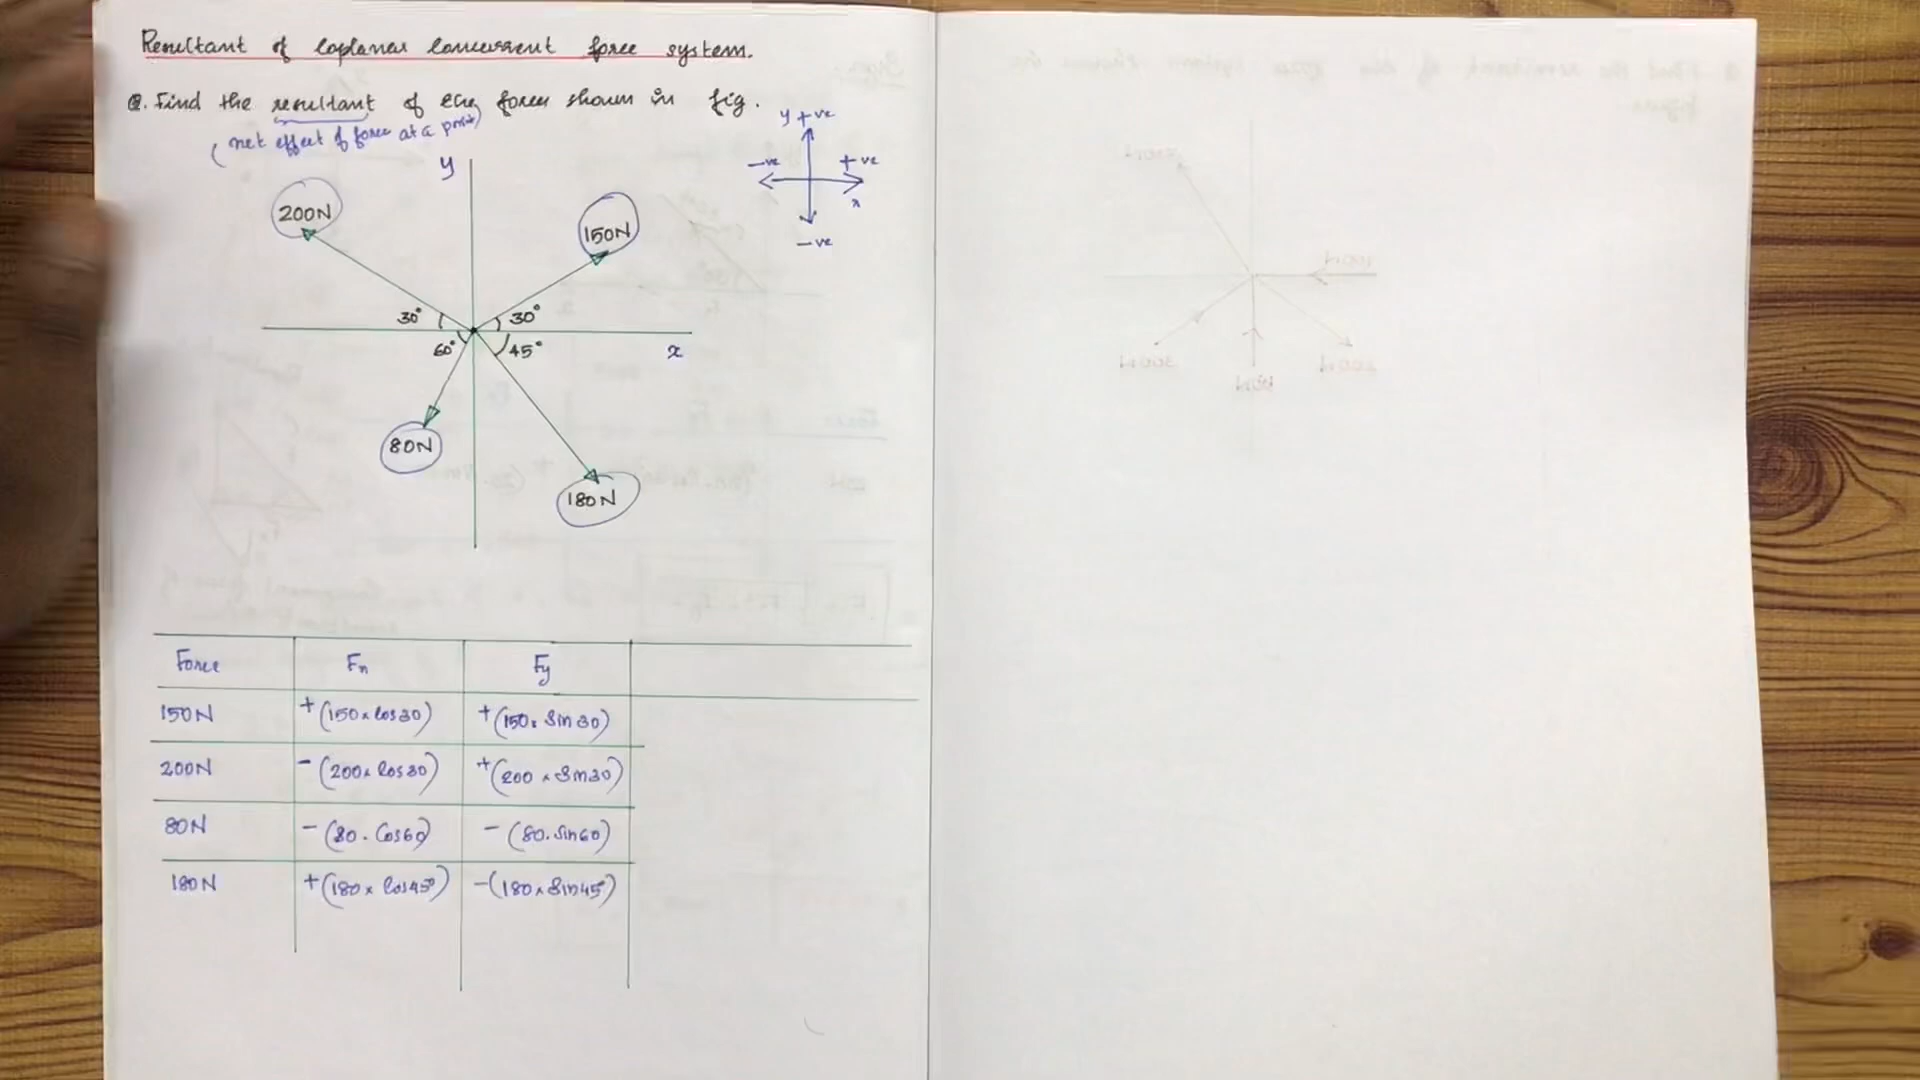 Resultant of Coplanar Concurrent force system.
Q. Find the resultant of the force shown in fig.
(net effect of force at a point)
y +ve
-ve +ve
x
-ve
y
200N
150N
30° 30°
60° 45°
x
80N
180N
Force Fx Fy
150N +(150×Cos30) +(150×Sin30)
200N -(200×Cos30) +(200×Sin30)
80N -(80·Cos60) -(80·Sin60)
180N +(180×Cos45°) -(180×Sin45°)